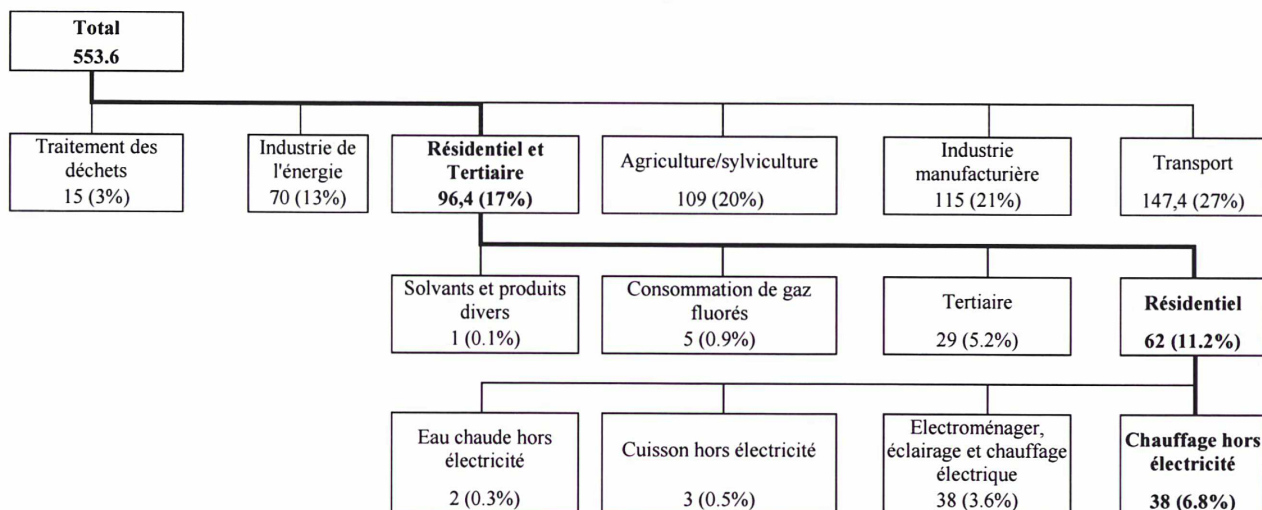 Total
553.6
Traitement des
déchets
15 (3%)
Industrie de
l'énergie
70 (13%)
Résidentiel et
Tertiaire
96,4 (17%)
Agriculture/sylviculture
109 (20%)
Industrie
manufacturière
115 (21%)
Transport
147,4 (27%)
Solvants et produits
divers
1 (0.1%)
Consommation de gaz
fluorés
5 (0.9%)
Tertiaire
29 (5.2%)
Résidentiel
62 (11.2%)
Eau chaude hors
électricité
2 (0.3%)
Cuisson hors électricité
3 (0.5%)
Electroménager,
éclairage et chauffage
électrique
38 (3.6%)
Chauffage hors
électricité
38 (6.8%)